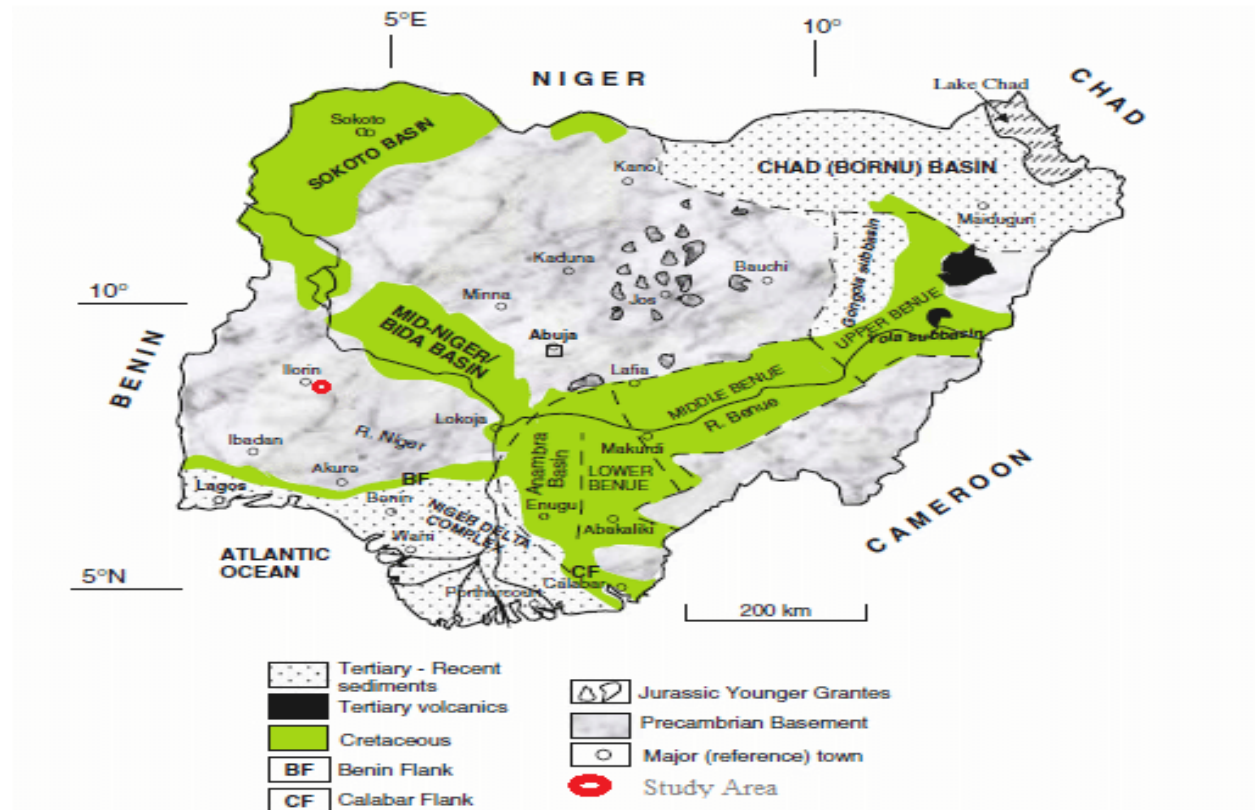 5°E
10°
NIGER
CHAD
Lake Chad
Sokoto
SOKOTO BASIN
Kano
CHAD (BORNU) BASIN
Maiduguri
Kaduna
Bauchi
Gongola subbasin
10°
Minna
Jos
MID-NIGER/
BIDA BASIN
Abuja
UPPER BENUE
Yola subbasin
BENIN
Ilorin
Lafia
MIDDLE BENUE
Lokoja
R. Benue
Ibadan
R. Niger
Makurdi
Akure
BF
Anambra
Basin
LOWER
BENUE
Lagos
Benin
Enugu
NIGER DELTA
COMPLEX
Abakaliki
Warri
CAMEROON
ATLANTIC
OCEAN
5°N
CF
Calabar
Portharcourt
200 km
Tertiary - Recent
sediments
Tertiary volcanics
Cretaceous
BF Benin Flank
CF Calabar Flank
Jurassic Younger Grantes
Precambrian Basement
Major (reference) town
Study Area